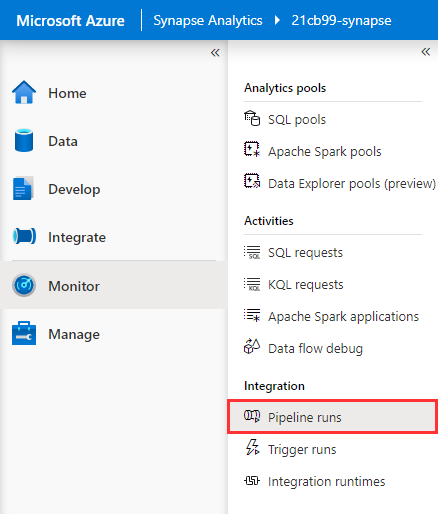 Microsoft Azure Synapse Analytics 21cb99-synapse
Home
Data
Develop
Integrate
Monitor
Manage
Analytics pools
SQL pools
Apache Spark pools
Data Explorer pools (preview)
Activities
SQL requests
KQL requests
Apache Spark applications
Data flow debug
Integration
Pipeline runs
Trigger runs
Integration runtimes